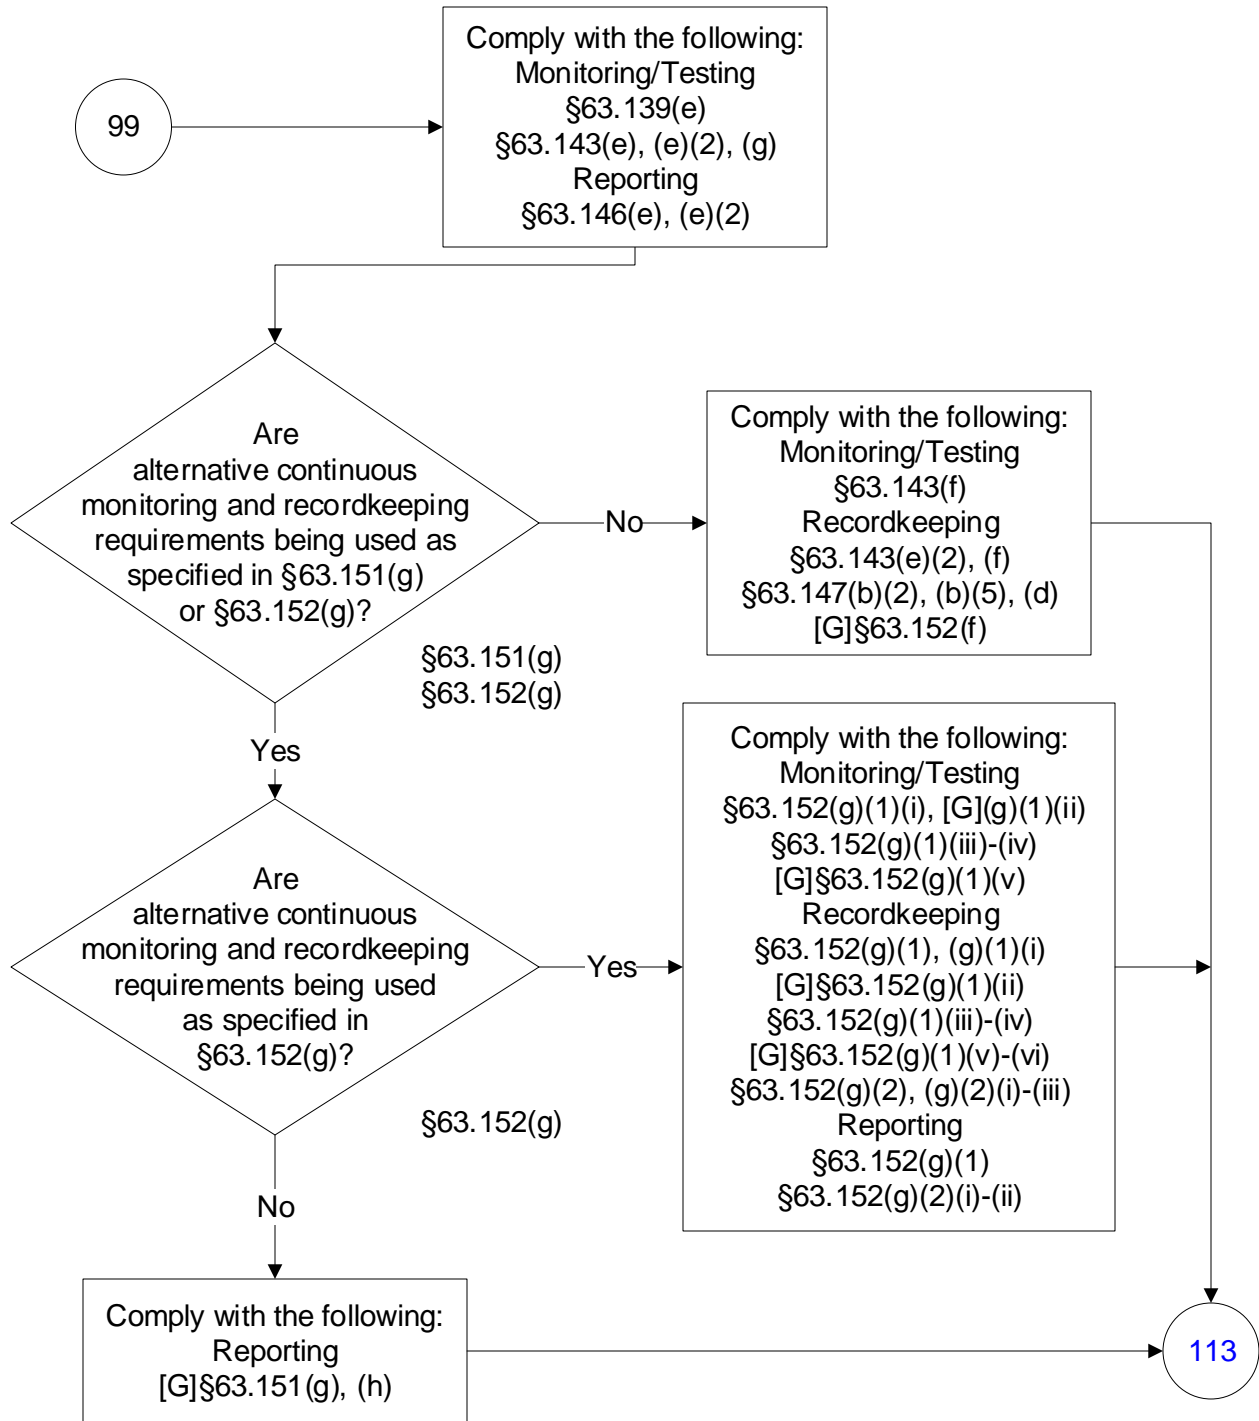 99
Comply with the following:
Monitoring/Testing
§63.139(e)
§63.143(e), (e)(2), (g)
Reporting
§63.146(e), (e)(2)
Are
alternative continuous
monitoring and recordkeeping
requirements being used as
specified in §63.151(g)
or §63.152(g)?
§63.151(g)
§63.152(g)
No
Comply with the following:
Monitoring/Testing
§63.143(f)
Recordkeeping
§63.143(e)(2), (f)
§63.147(b)(2), (b)(5), (d)
[G]§63.152(f)
Yes
Are
alternative continuous
monitoring and recordkeeping
requirements being used
as specified in
§63.152(g)?
§63.152(g)
Yes
Comply with the following:
Monitoring/Testing
§63.152(g)(1)(i), [G](g)(1)(ii)
§63.152(g)(1)(iii)-(iv)
[G]§63.152(g)(1)(v)
Recordkeeping
§63.152(g)(1), (g)(1)(i)
[G]§63.152(g)(1)(ii)
§63.152(g)(1)(iii)-(iv)
[G]§63.152(g)(1)(v)-(vi)
§63.152(g)(2), (g)(2)(i)-(iii)
Reporting
§63.152(g)(1)
§63.152(g)(2)(i)-(ii)
No
Comply with the following:
Reporting
[G]§63.151(g), (h)
113